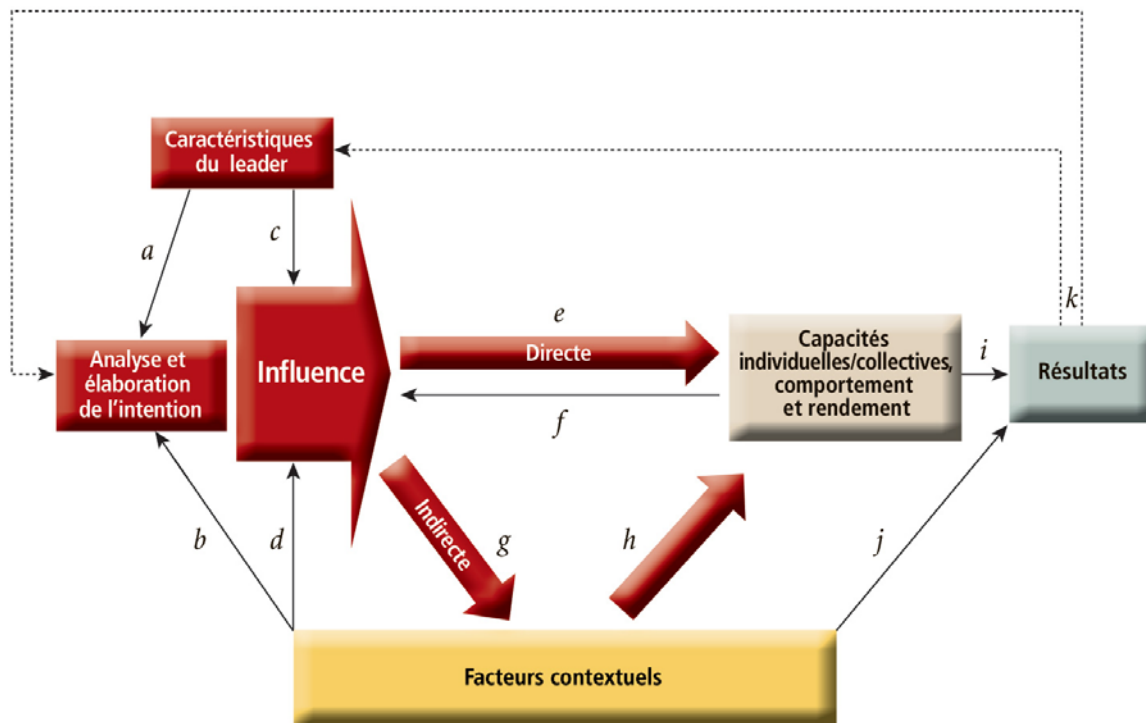 Caractéristiques
du leader
a
c
k
e
Analyse et
élaboration
de l’intention
Influence
Directe
Capacités
individuelles/collectives,
comportement
et rendement
i
Résultats
f
b
d
Indirecte
g
h
j
Facteurs contextuels